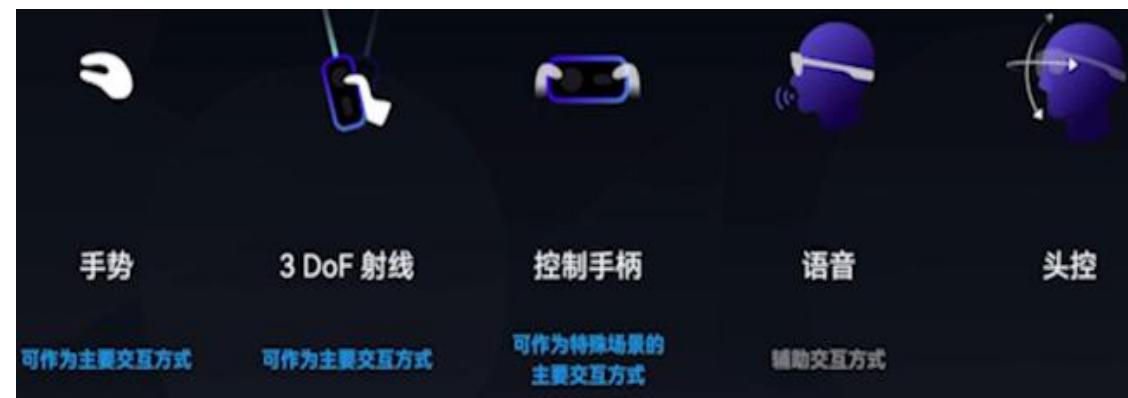 手势
3 DoF 射线
控制手柄
语音
头控
可作为主要交互方式
可作为主要交互方式
可作为特殊场景的
主要交互方式
辅助交互方式